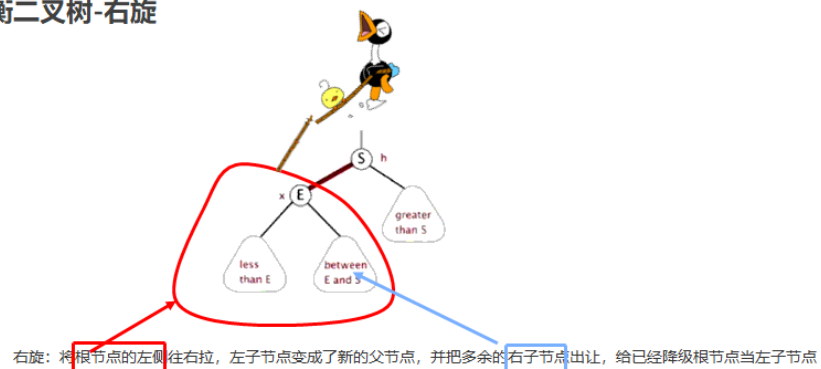 衡二叉树-右旋
S h
x E
greater
than S
less
than E
between
E and S
右旋：将根节点的左侧往右拉，左子节点变成了新的父节点，并把多余的右子节点出让，给已经降级根节点当左子节点